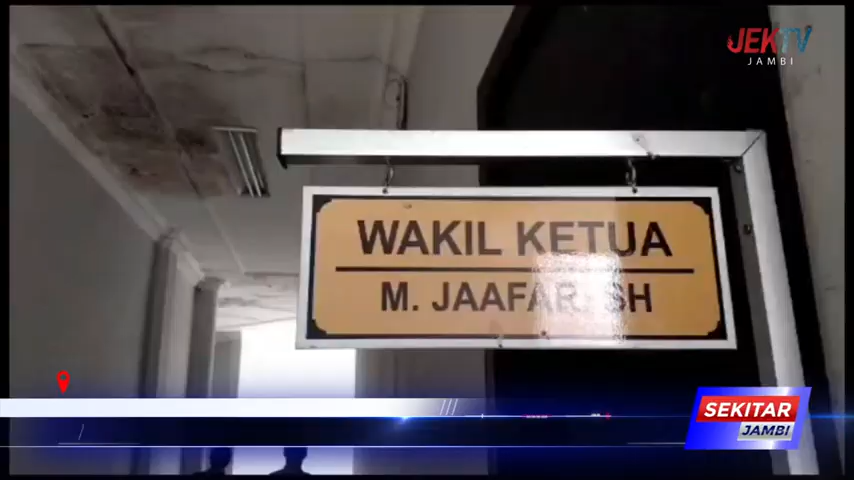 JEKTV
JAMBI
WAKIL KETUA
M. JAAFAR, SH
SEKITAR
JAMBI